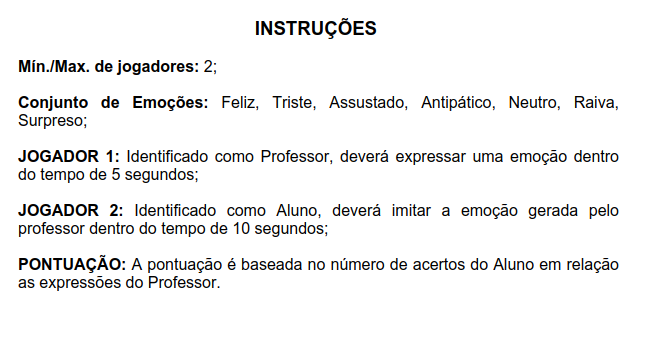 INSTRUÇÕES
Mín./Max. de jogadores: 2;
Conjunto de Emoções: Feliz, Triste, Assustado, Antipático, Neutro, Raiva,
Surpreso;
JOGADOR 1: Identificado como Professor, deverá expressar uma emoção dentro
do tempo de 5 segundos;
JOGADOR 2: Identificado como Aluno, deverá imitar a emoção gerada pelo
professor dentro do tempo de 10 segundos;
PONTUAÇÃO: A pontuação é baseada no número de acertos do Aluno em relação
as expressões do Professor.